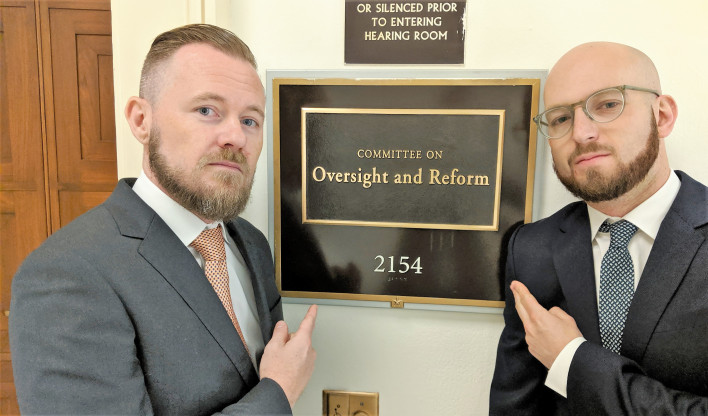 OR SILENCED PRIOR
TO ENTERING
HEARING ROOM
COMMITTEE ON
Oversight and Reform
2154